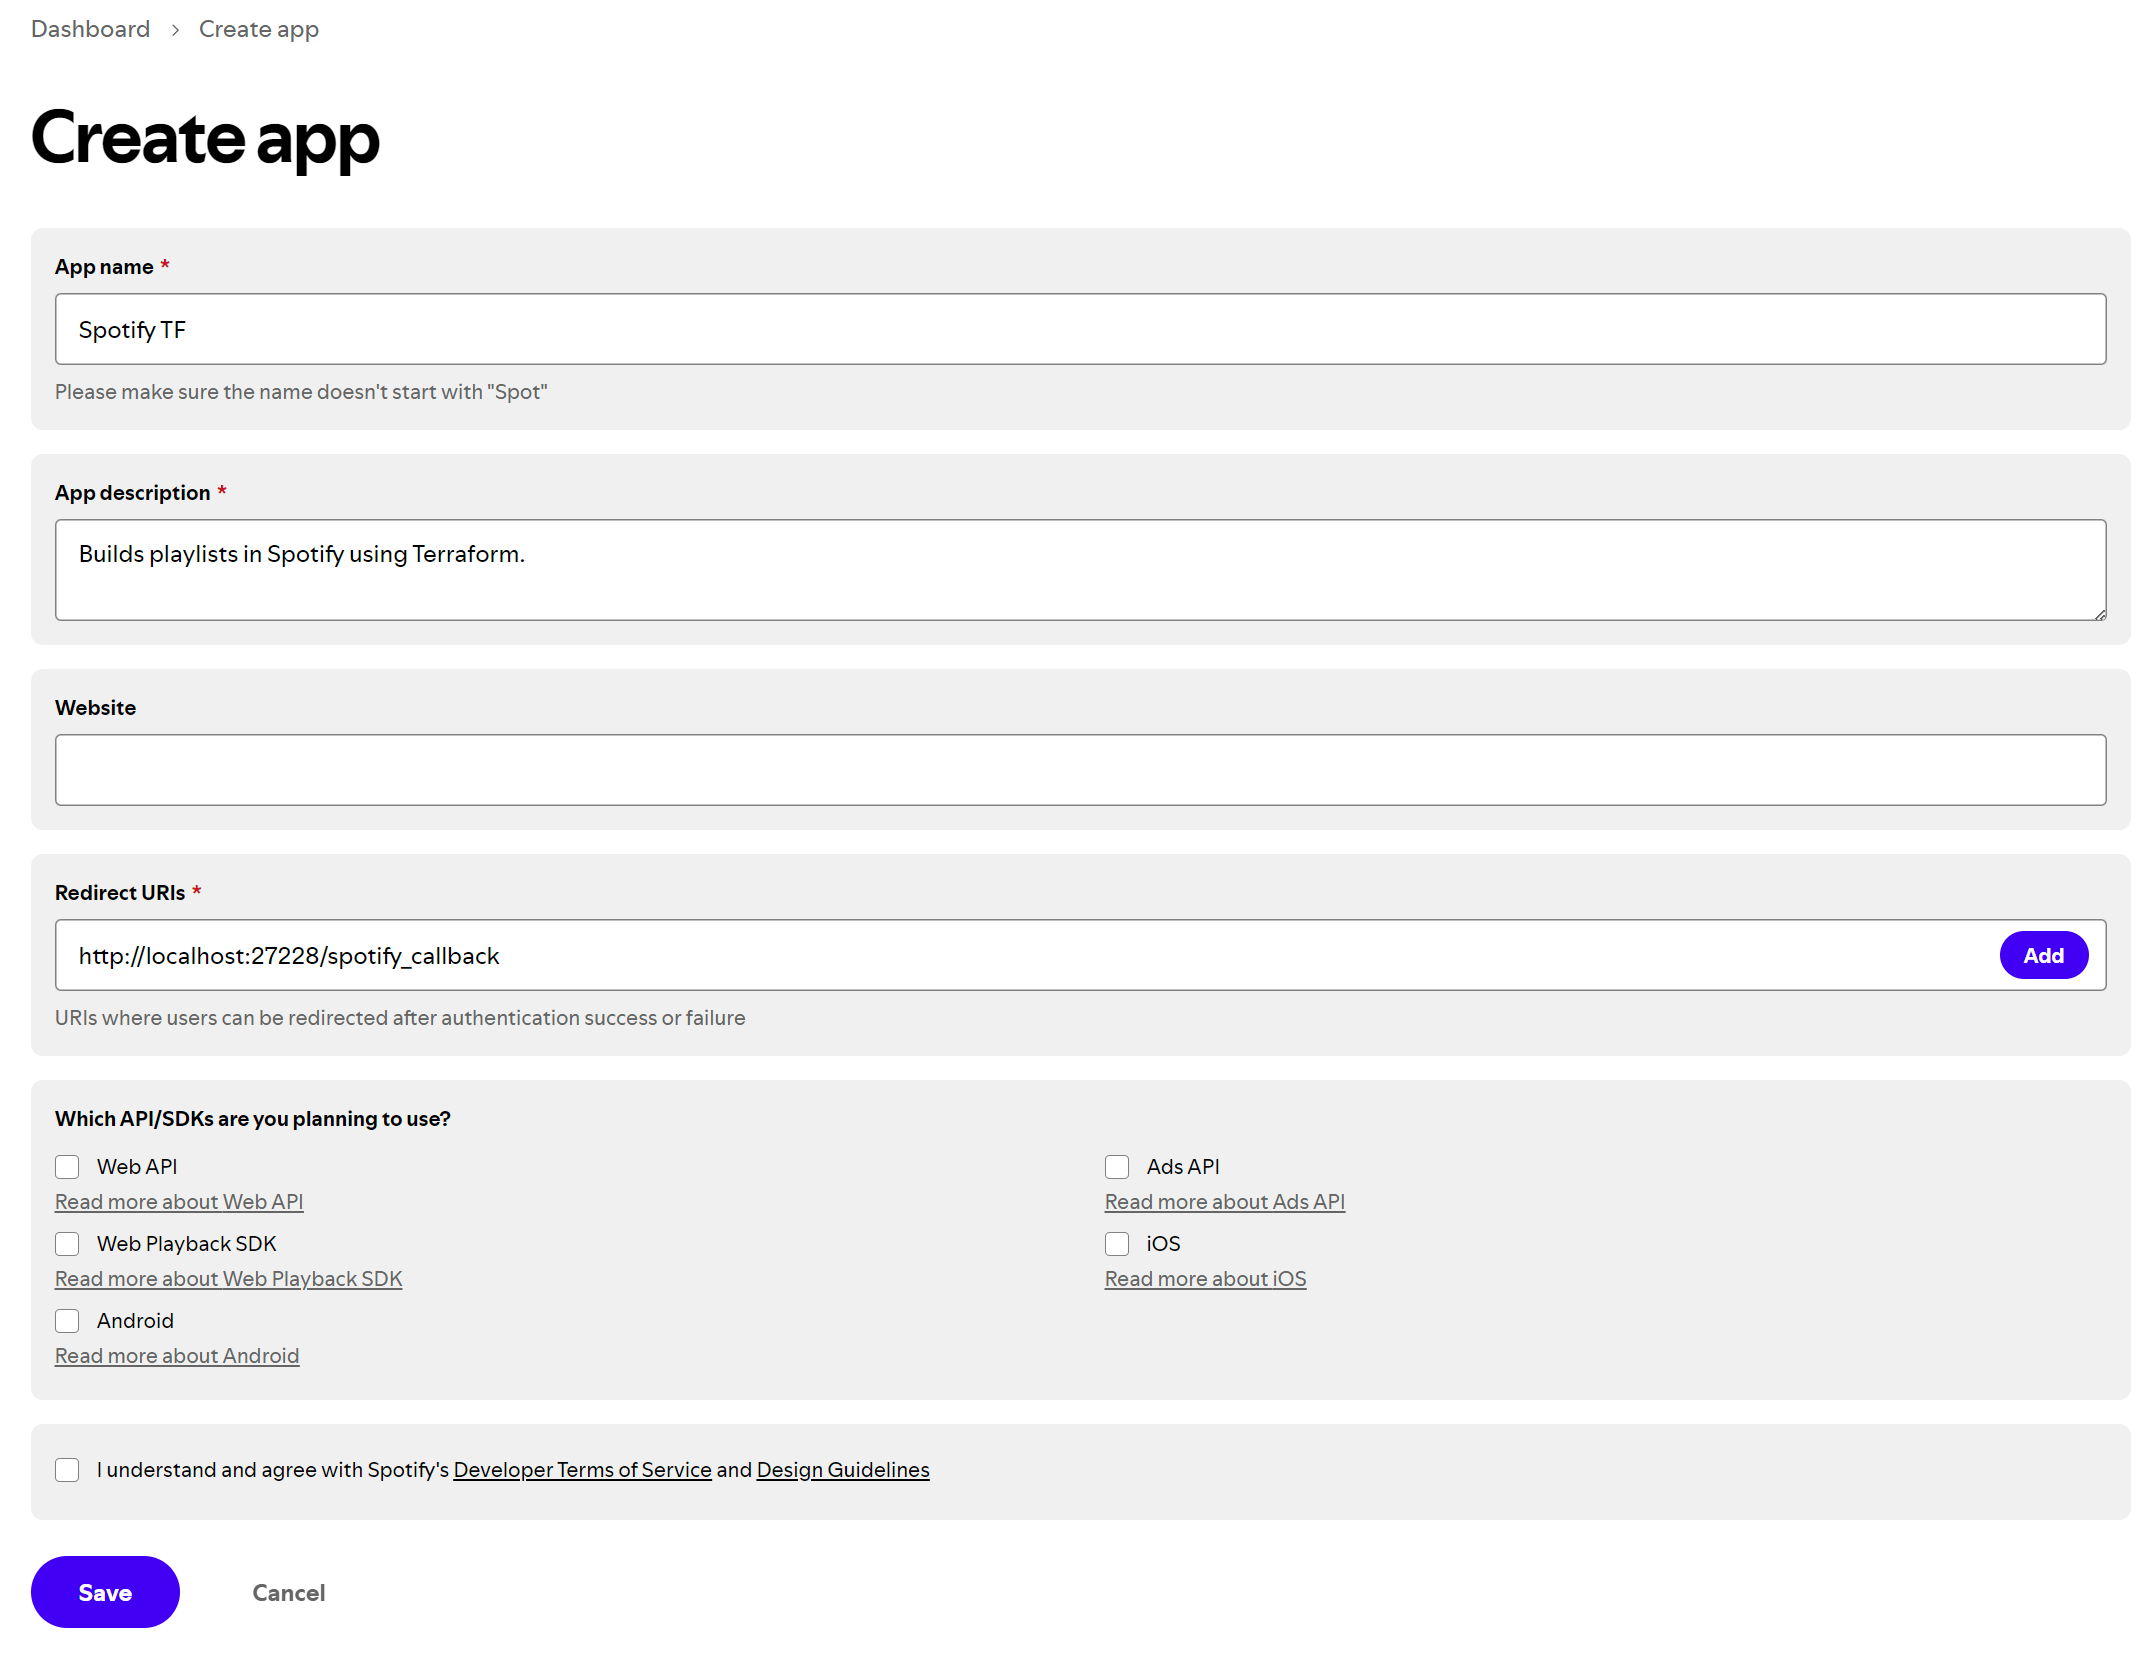 Dashboard > Create app
Create app
App name *
Spotify TF
Please make sure the name doesn't start with "Spot"
App description *
Builds playlists in Spotify using Terraform.
Website
Redirect URIs *
http://localhost:27228/spotify_callback
Add
URIs where users can be redirected after authentication success or failure
Which API/SDKs are you planning to use?
Web API
Read more about Web API
Ads API
Read more about Ads API
Web Playback SDK
Read more about Web Playback SDK
iOS
Read more about iOS
Android
Read more about Android
I understand and agree with Spotify's Developer Terms of Service and Design Guidelines
Save
Cancel